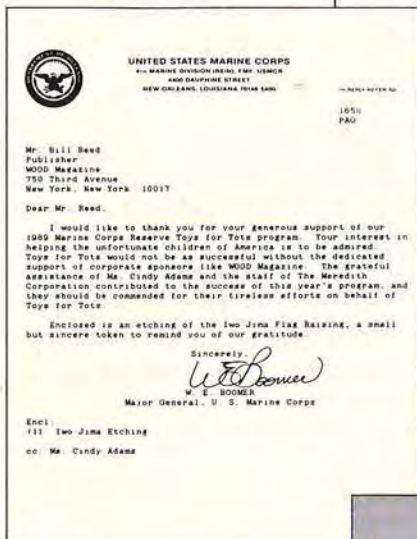 UNITED STATES MARINE CORPS
4TH MARINE DIVISION (REIN), FMF, USMCR
4400 DAUPHINE STREET
NEW ORLEANS, LOUISIANA 70146-5400
IN REPLY REFER TO
1650
PAO
Mr. Bill Reed
Publisher
WOOD Magazine
750 Third Avenue
New York, New York 10017
Dear Mr. Reed,
I would like to thank you for your generous support of our
1989 Marine Corps Reserve Toys for Tots program. Your interest in
helping the unfortunate children of America is to be admired.
Toys for Tots would not be as successful without the dedicated
support of corporate sponsors like WOOD Magazine. The grateful
assistance of Ms. Cindy Adams and the staff of The Meredith
Corporation contributed to the success of this year's program, and
they should be commended for their tireless efforts on behalf of
Toys for Tots.
Enclosed is an etching of the Iwo Jima Flag Raising, a small
but sincere token to remind you of our gratitude.
Sincerely,
W E Boomer
W. E. BOOMER
Major General, U. S. Marine Corps
Encl:
(1) Iwo Jima Etching
cc: Ms. Cindy Adams